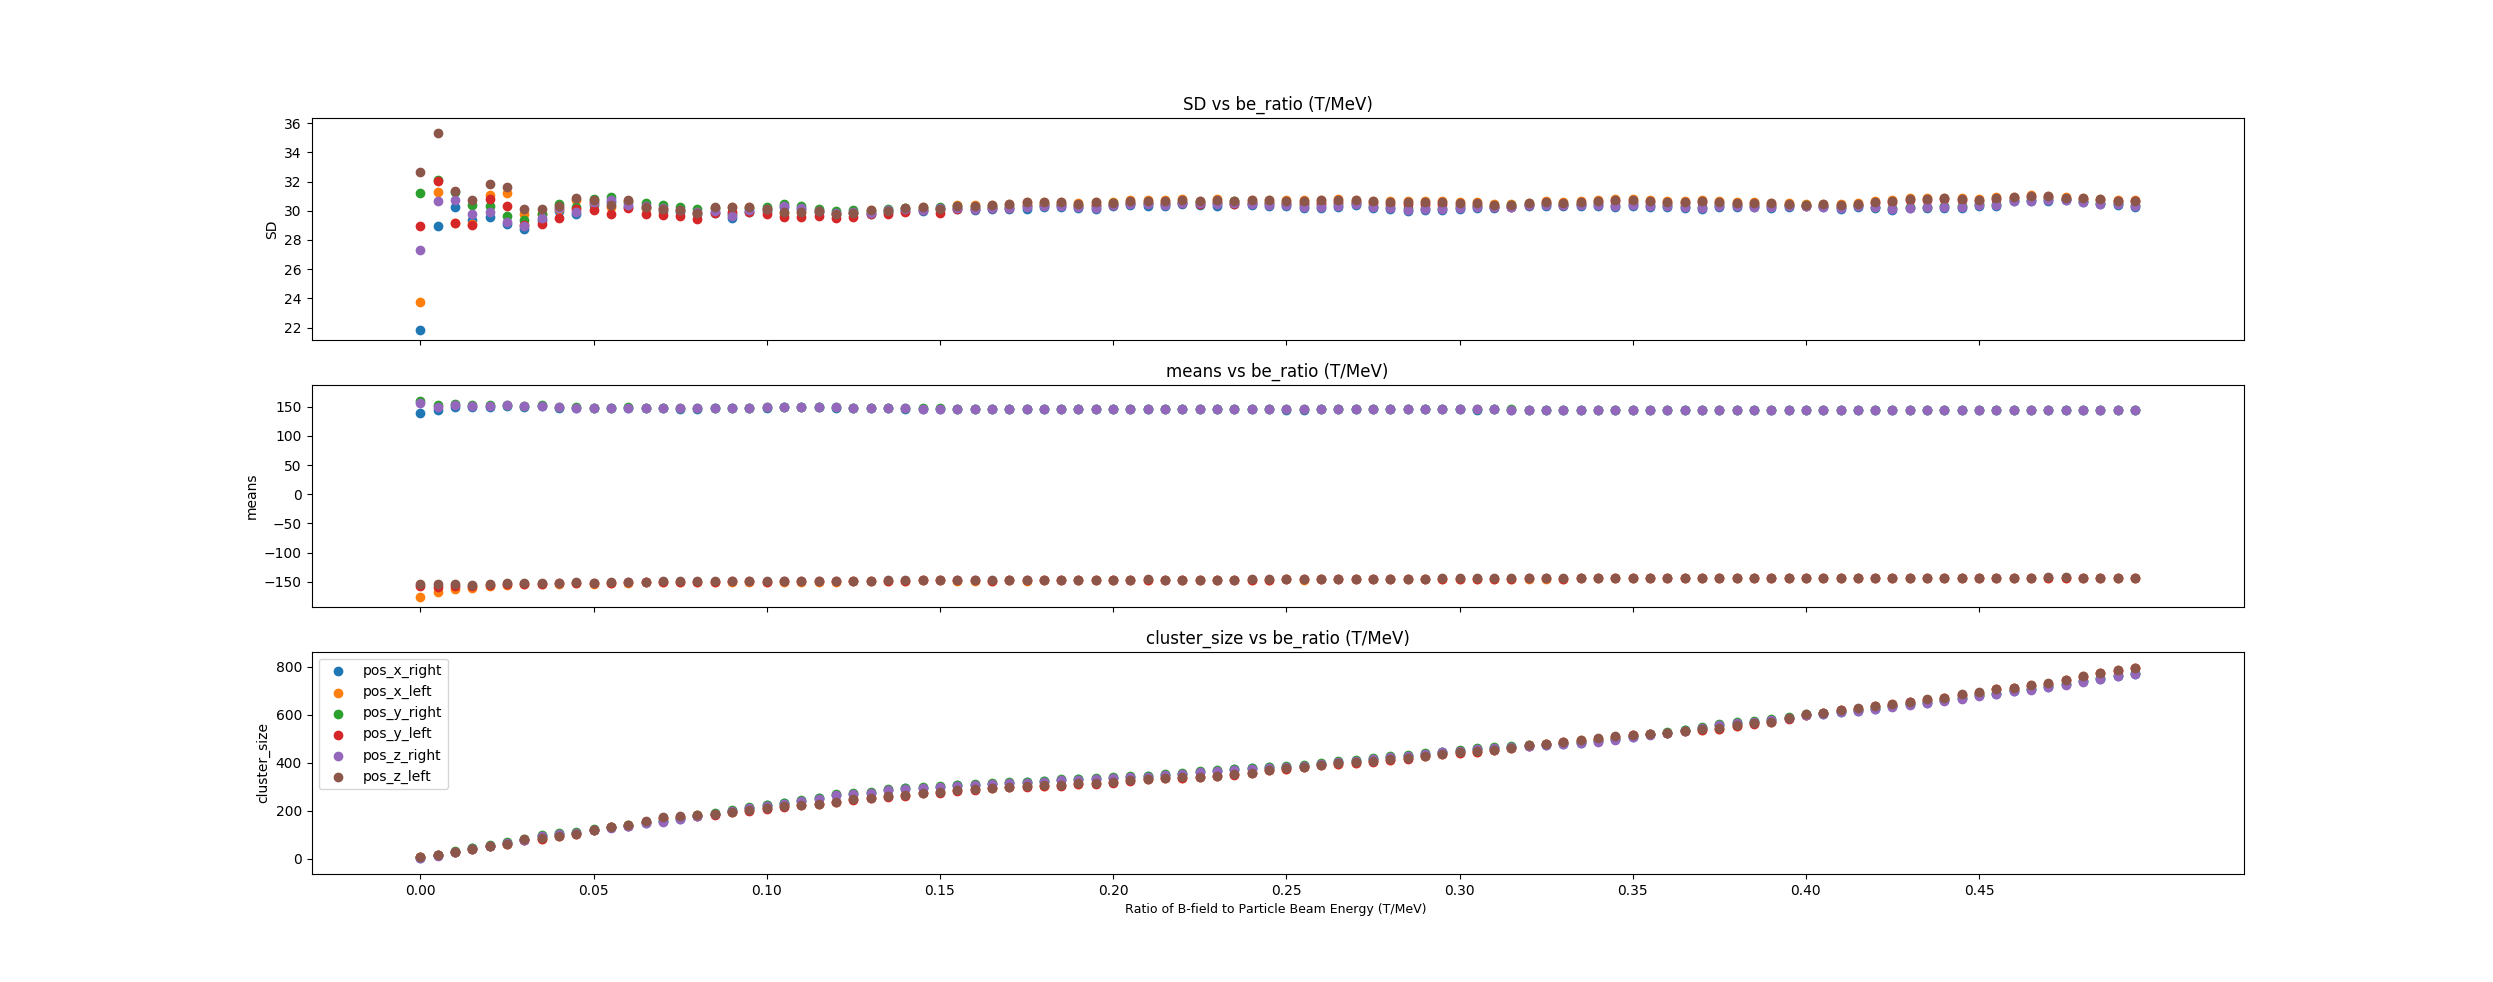 SD vs be_ratio (T/MeV)
36
34
32
30
28
26
24
22
SD
means vs be_ratio (T/MeV)
150
100
50
0
−50
−100
−150
means
cluster_size vs be_ratio (T/MeV)
800
600
400
200
0
cluster_size
pos_x_right
pos_x_left
pos_y_right
pos_y_left
pos_z_right
pos_z_left
0.00 0.05 0.10 0.15 0.20 0.25 0.30 0.35 0.40 0.45
Ratio of B-field to Particle Beam Energy (T/MeV)